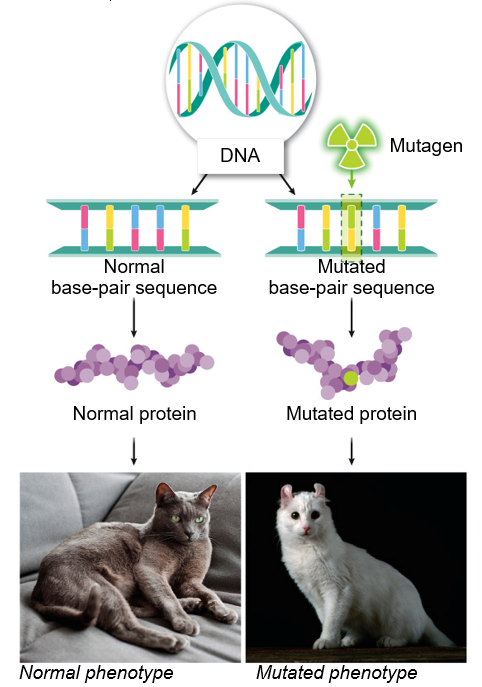 DNA
Mutagen
Normal
base-pair sequence
Mutated
base-pair sequence
Normal protein
Mutated protein
Normal phenotype
Mutated phenotype